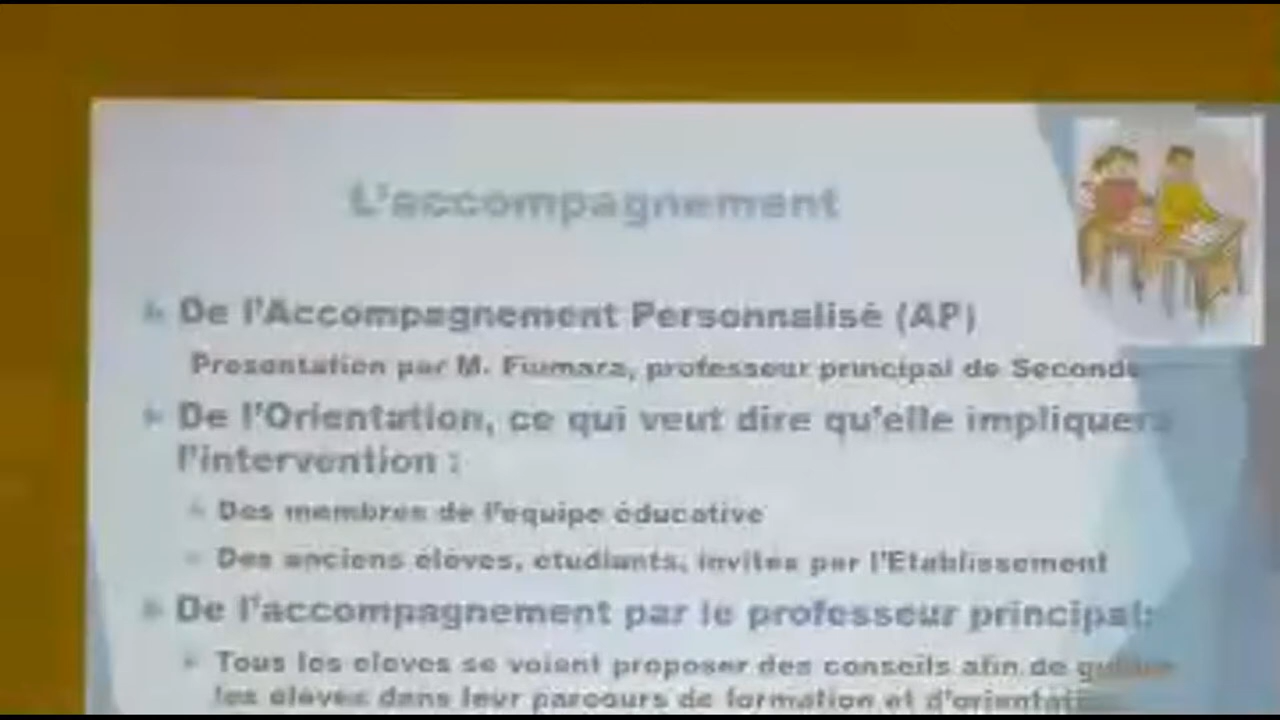 L'accompagnement
De l'Accompagnement Personnalisé (AP)
Presentation par M. Fiumara, professeur principal de Seconde
De l'Orientation, ce qui veut dire qu'elle impliquera
l'intervention :
Des membres de l'equipe éducative
Des anciens élèves, etudiants, invites par l'Etablissement
De l'accompagnement par le professeur principal:
Tous les eleves se voient proposer des conseils afin de
les eleves dans leur parcours de formation et